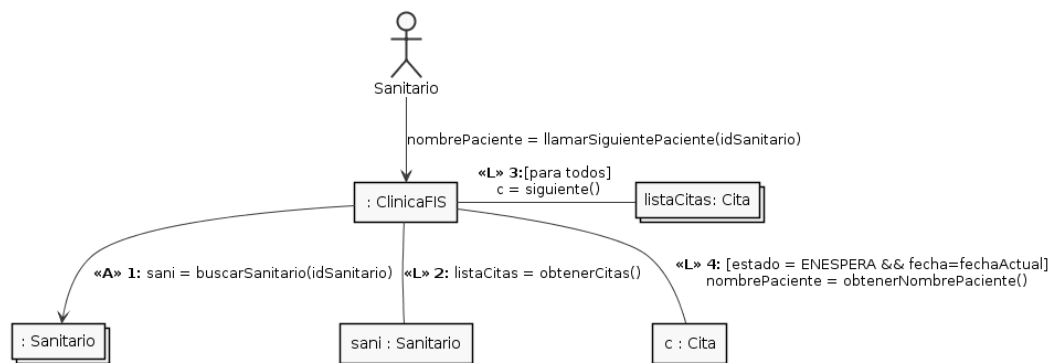 Sanitario
nombrePaciente = llamarSiguientePaciente(idSanitario)
«L» 3:[para todos]
c = siguiente()
: ClinicaFIS
listaCitas: Cita
«A» 1: sani = buscarSanitario(idSanitario)
«L» 2: listaCitas = obtenerCitas()
«L» 4: [estado = ENESPERA && fecha=fechaActual]
nombrePaciente = obtenerNombrePaciente()
: Sanitario
sani : Sanitario
c : Cita